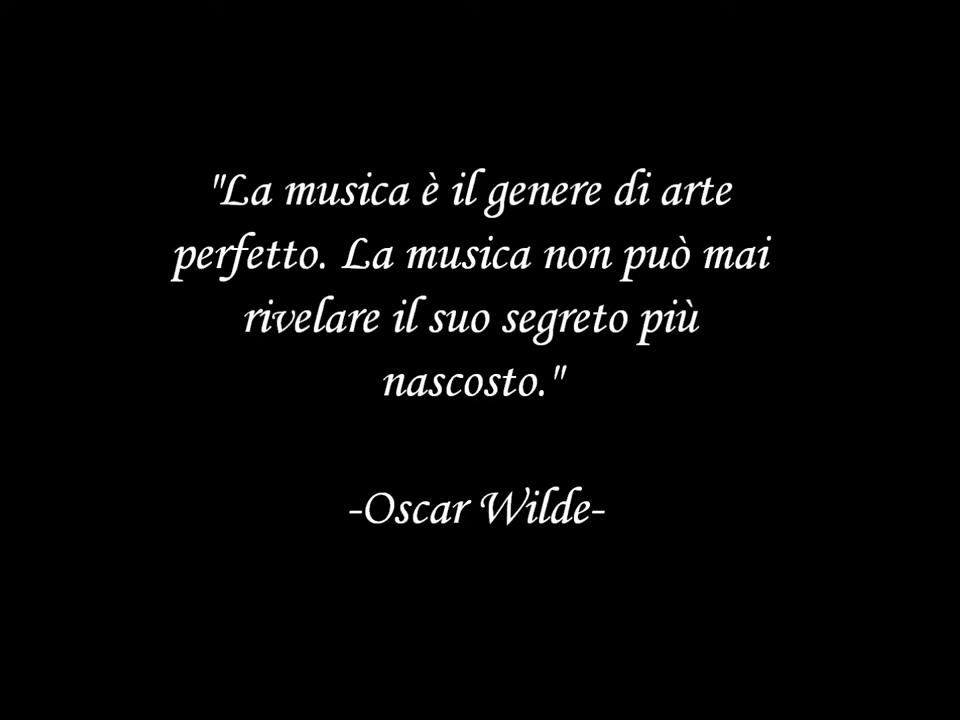 "La musica è il genere di arte
perfetto. La musica non può mai
rivelare il suo segreto più
nascosto."
-Oscar Wilde-